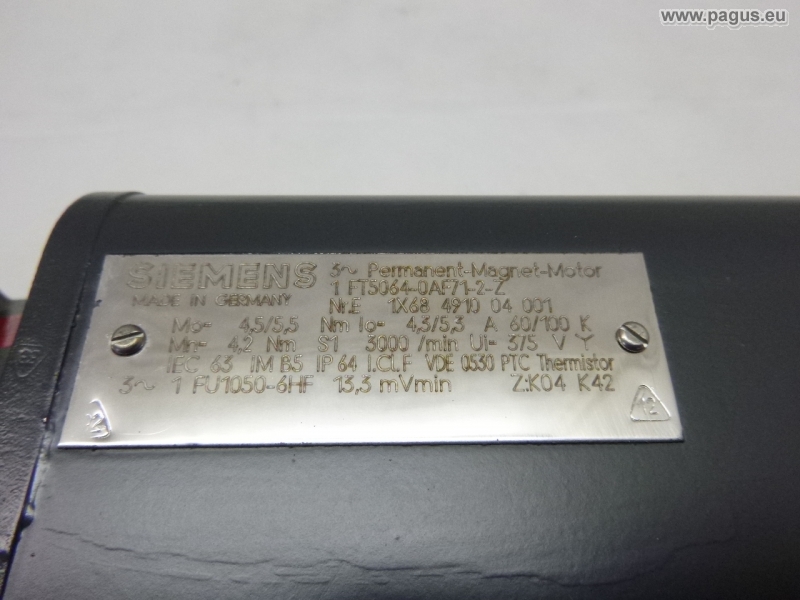 www.pagus.eu
SIEMENS 3~ Permanent-Magnet-Motor
1 FT5064-0AF71-2-Z
MADE IN GERMANY Nr.E 1X68 4910 04 001
Mo- 4,5/5,5 Nm Io- 4,3/5,3 A 60/100 K
Mn- 4,2 Nm S1 3000 /min Ul- 375 V Y
IEC 63 IM B5 IP 64 I.CL.F VDE 0530 PTC Thermistor
3~ 1 FU1050-6HF 13,3 mVmin Z:K04 K42
12